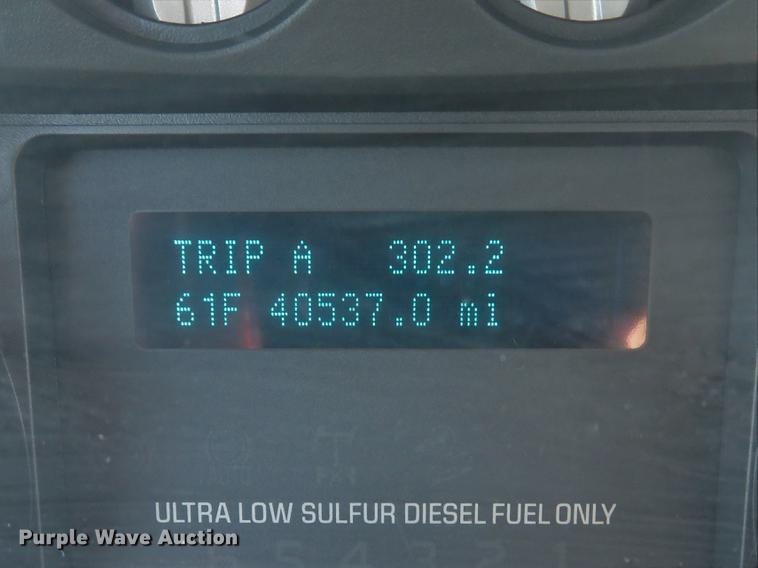 TRIP A 302.2
61F 40537.0 mi
ULTRA LOW SULFUR DIESEL FUEL ONLY
Purple Wave Auction